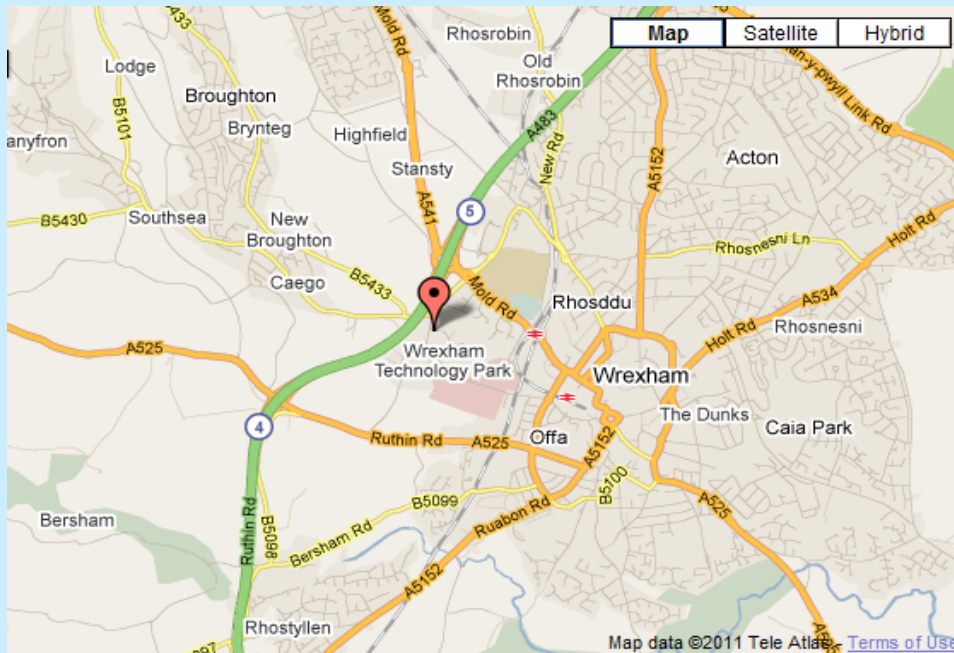 Map
Satellite
Hybrid
Mold Rd
Rhosrobin
Old
Rhosrobin
Lodge
Broughton
B5101
Brynteg
Highfield
Stansty
A483
New Rd
A5152
Acton
A541
5
B5430
Southsea
New
Broughton
Caego
B5433
Mold Rd
Rhosddu
Rhosnesni Ln
Holt Rd
A534
Holt Rd
Rhosnesni
A525
Wrexham
Technology Park
Wrexham
The Dunks
Caia Park
4
Ruthin Rd
A525
Offa
A5152
B5100
B5099
Ruabon Rd
A525
Bersham
Ruthin Rd
B5098
Bersham Rd
A5152
Rhostyllen
Map data ©2011 Tele Atlas
Terms of Use